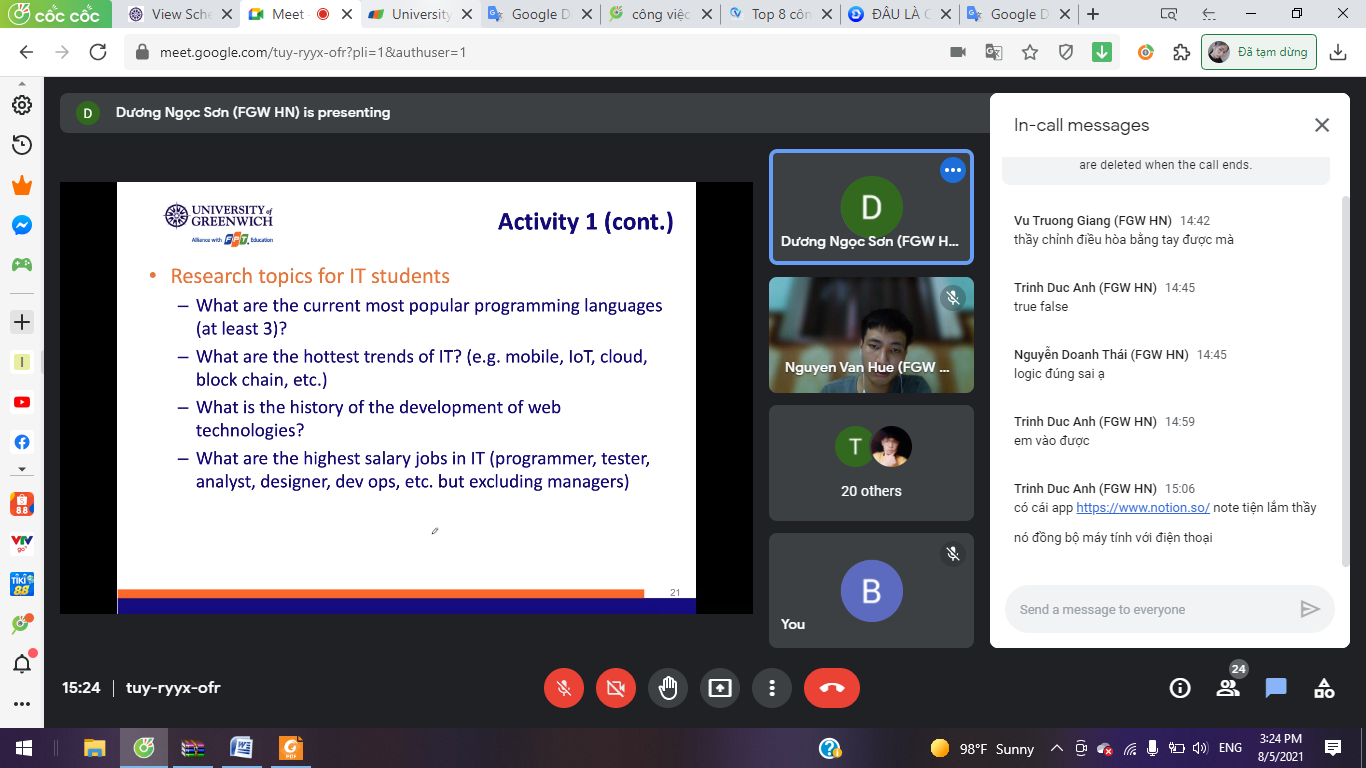 CỐC CỐC
View Sche
Meet -
University
Google D
công việc
Top 8 côn
ĐÂU LÀ C
Google D
meet.google.com/tuy-ryyx-ofr?pli=1&authuser=1
Đã tạm dừng
D
Dương Ngọc Sơn (FGW HN) is presenting
UNIVERSITY of
GREENWICH
Alliance with FPT Education
Activity 1 (cont.)
• Research topics for IT students
– What are the current most popular programming languages
(at least 3)?
– What are the hottest trends of IT? (e.g. mobile, IoT, cloud,
block chain, etc.)
– What is the history of the development of web
technologies?
– What are the highest salary jobs in IT (programmer, tester,
analyst, designer, dev ops, etc. but excluding managers)
21
D
Dương Ngọc Sơn (FGW H...
Nguyen Van Hue (FGW ...
T
20 others
B
You
In-call messages
are deleted when the call ends.
Vu Truong Giang (FGW HN) 14:42
thầy chỉnh điều hòa bằng tay được mà
Trinh Duc Anh (FGW HN) 14:45
true false
Nguyễn Doanh Thái (FGW HN) 14:45
logic đúng sai ạ
Trinh Duc Anh (FGW HN) 14:59
em vào được
Trinh Duc Anh (FGW HN) 15:06
có cái app https://www.notion.so/ note tiện lắm thầy
nó đồng bộ máy tính với điện thoại
Send a message to everyone
15:24 | tuy-ryyx-ofr
24
98°F Sunny
ENG
3:24 PM
8/5/2021